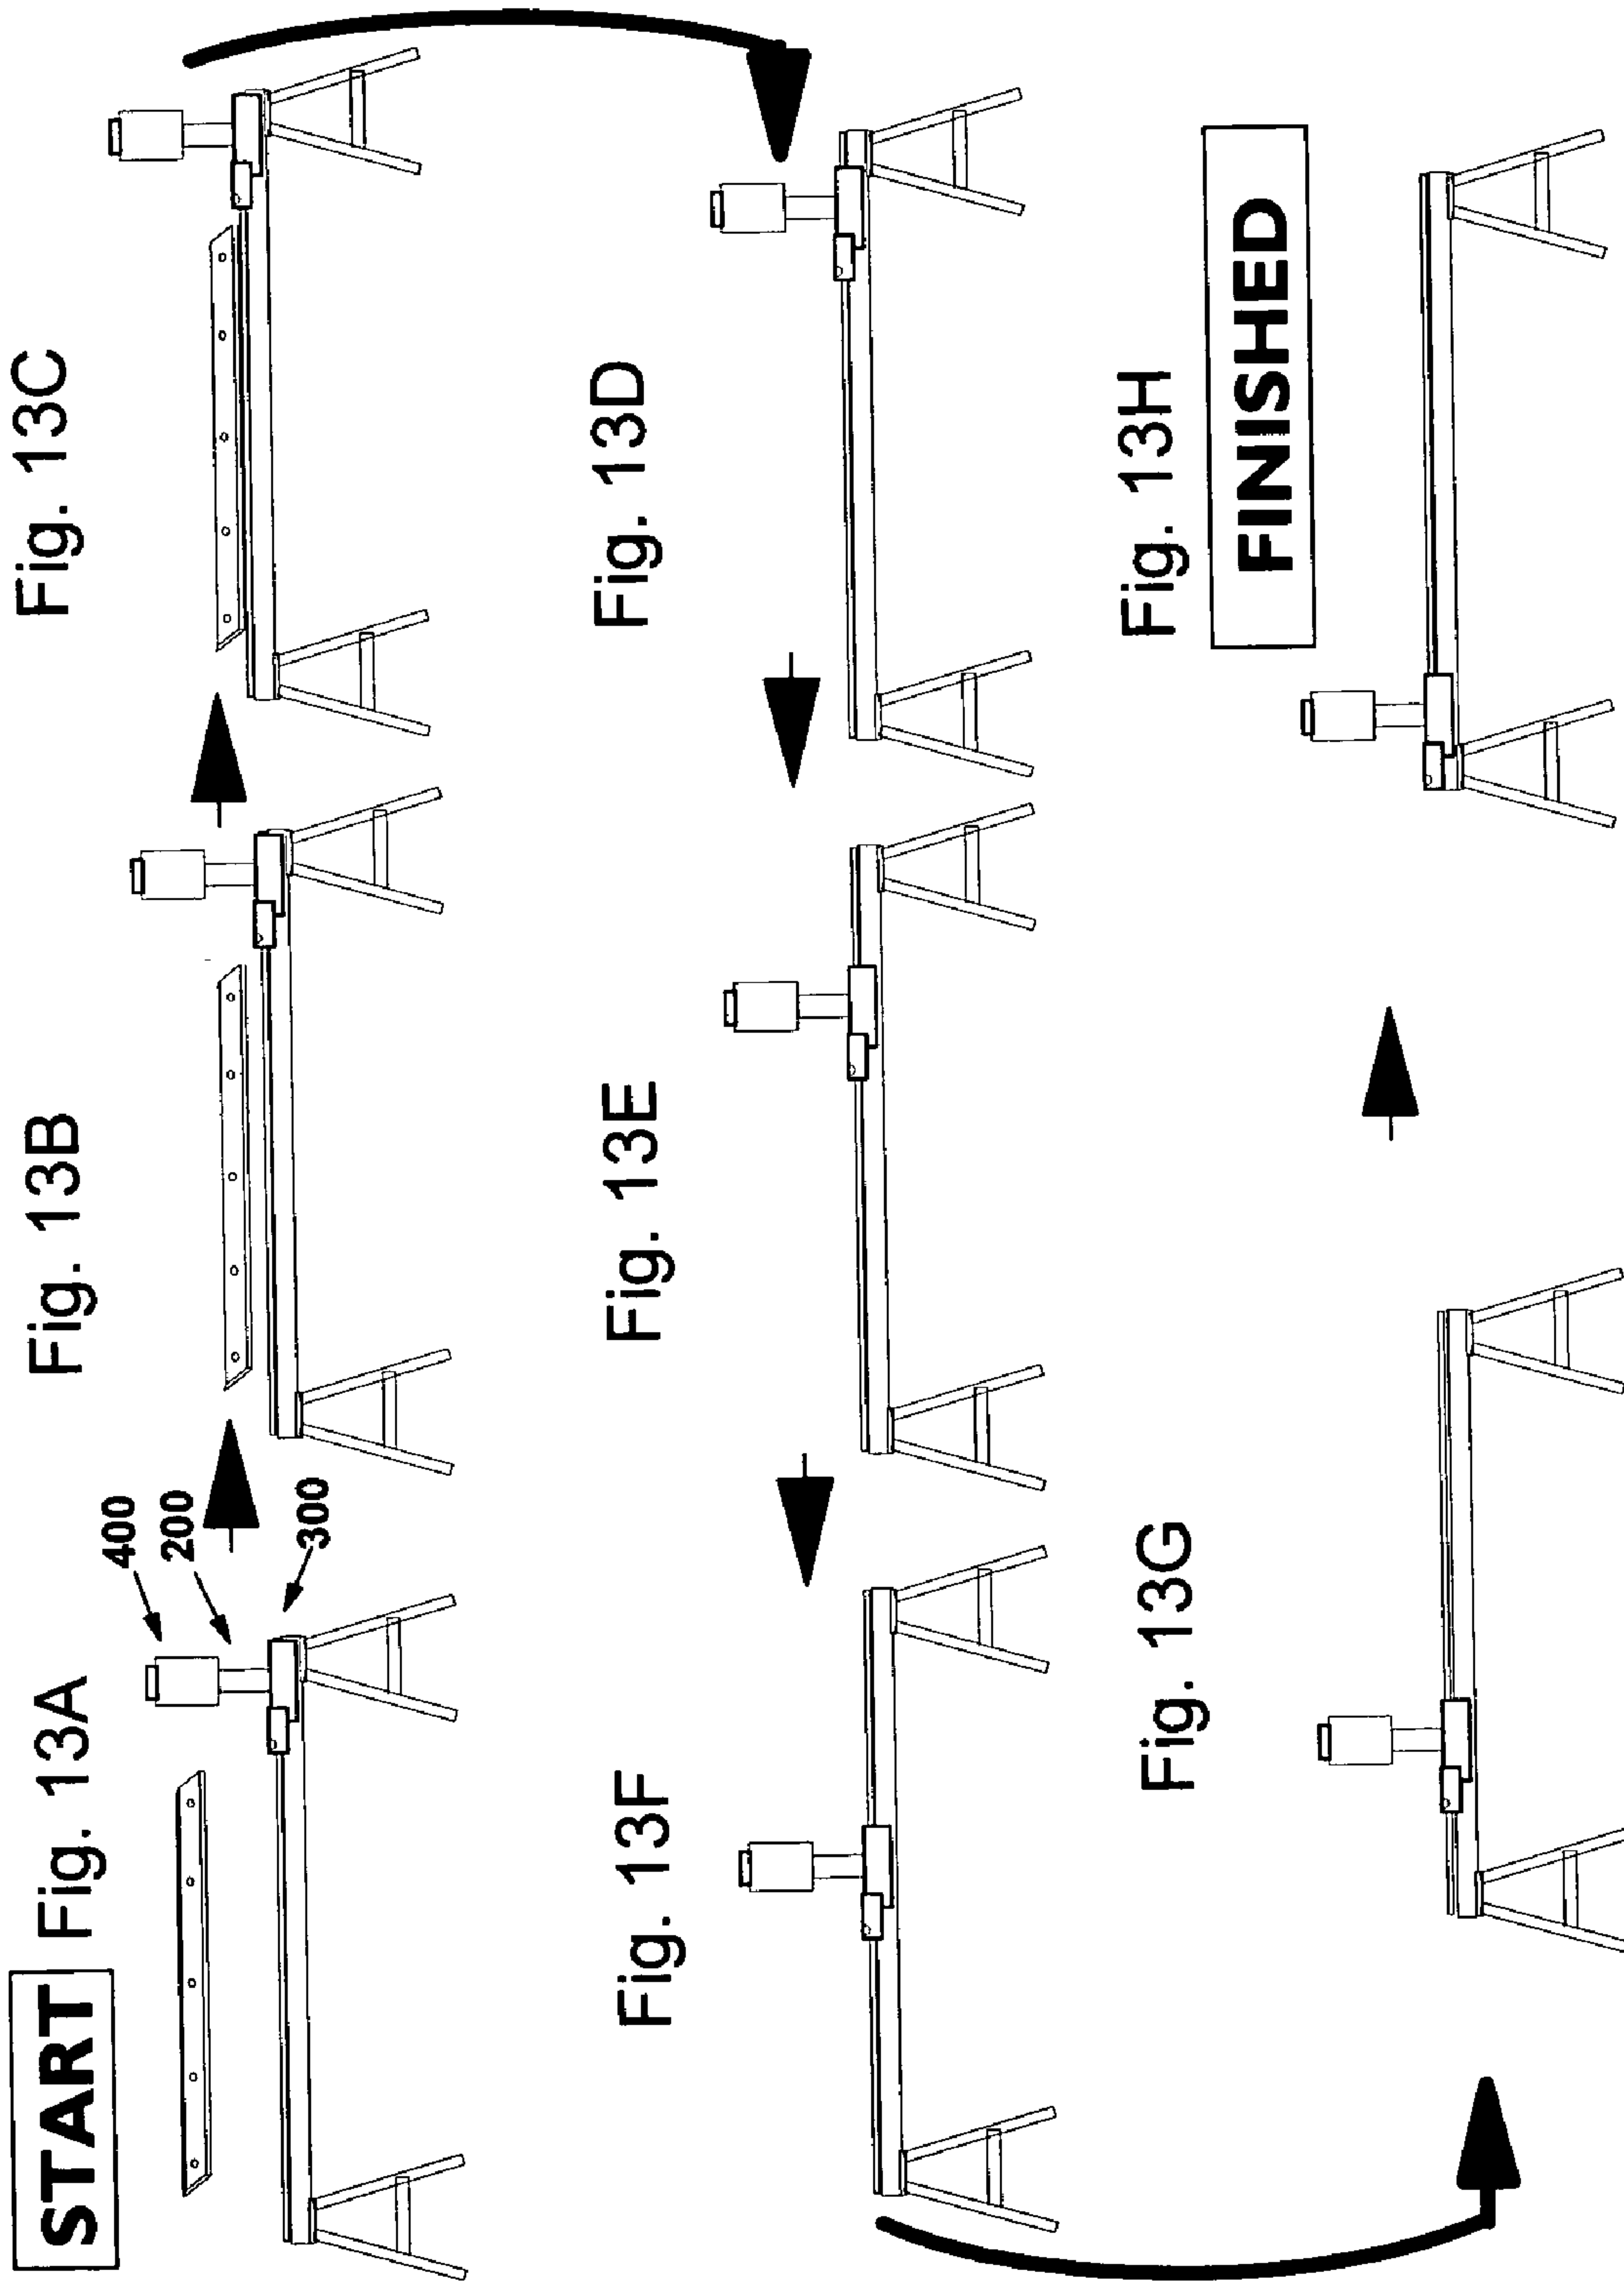 START
Fig. 13A
400
200
300
Fig. 13B
Fig. 13C
Fig. 13D
Fig. 13E
Fig. 13F
Fig. 13G
Fig. 13H
FINISHED